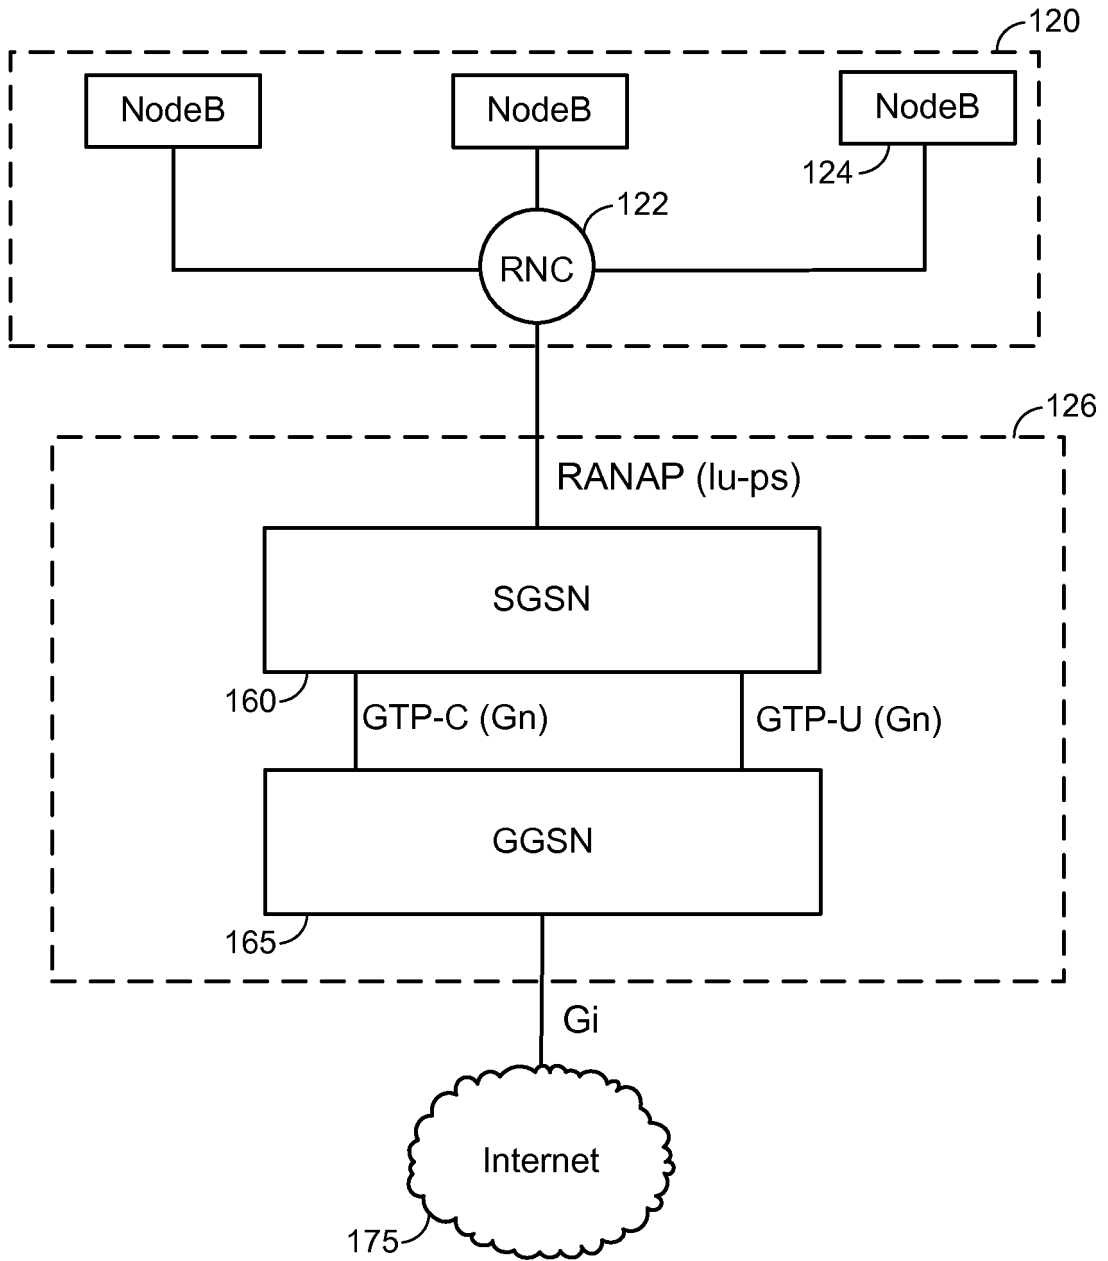 120
NodeB
NodeB
NodeB
124
122
RNC
126
RANAP (Iu-ps)
SGSN
160
GTP-C (Gn)
GTP-U (Gn)
GGSN
165
Gi
Internet
175